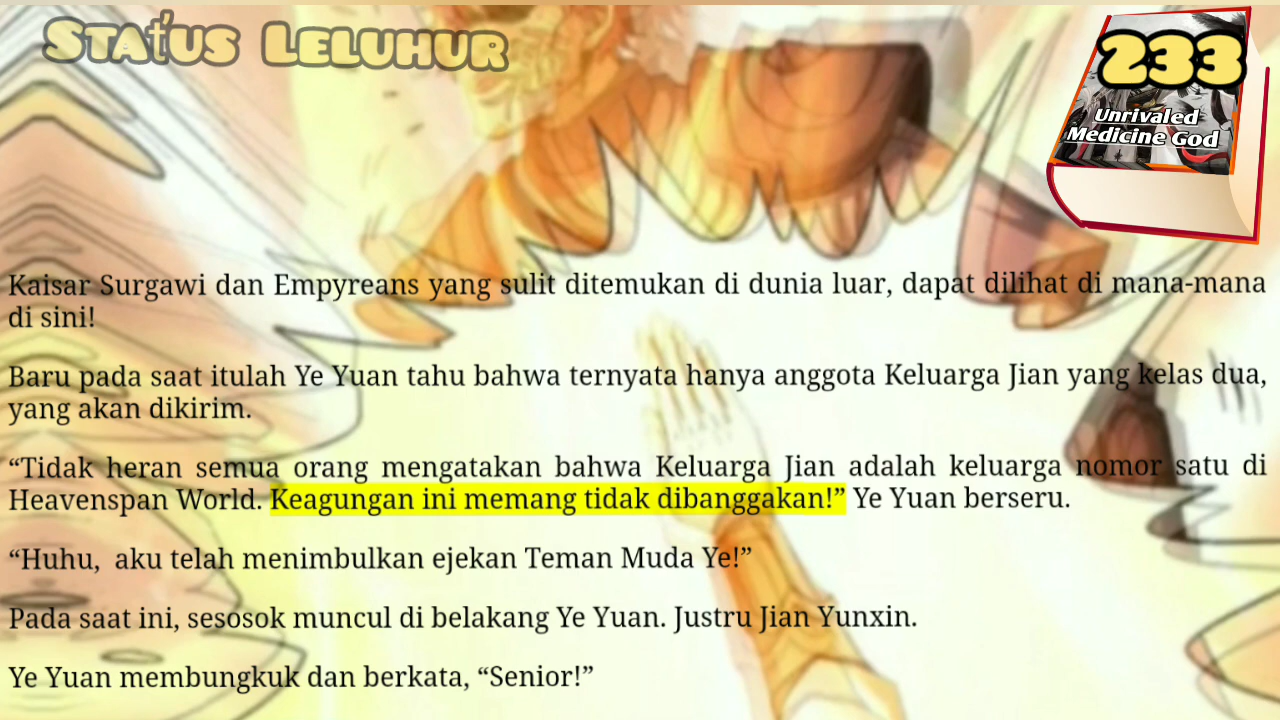 Status Leluhur
233
Unrivaled
Medicine God
Kaisar Surgawi dan Empyreans yang sulit ditemukan di dunia luar, dapat dilihat di mana-mana
di sini!
Baru pada saat itulah Ye Yuan tahu bahwa ternyata hanya anggota Keluarga Jian yang kelas dua,
yang akan dikirim.
“Tidak heran semua orang mengatakan bahwa Keluarga Jian adalah keluarga nomor satu di
Heavenspan World. Keagungan ini memang tidak dibanggakan!” Ye Yuan berseru.
“Huhu,  aku telah menimbulkan ejekan Teman Muda Ye!”
Pada saat ini, sesosok muncul di belakang Ye Yuan. Justru Jian Yunxin.
Ye Yuan membungkuk dan berkata, “Senior!”